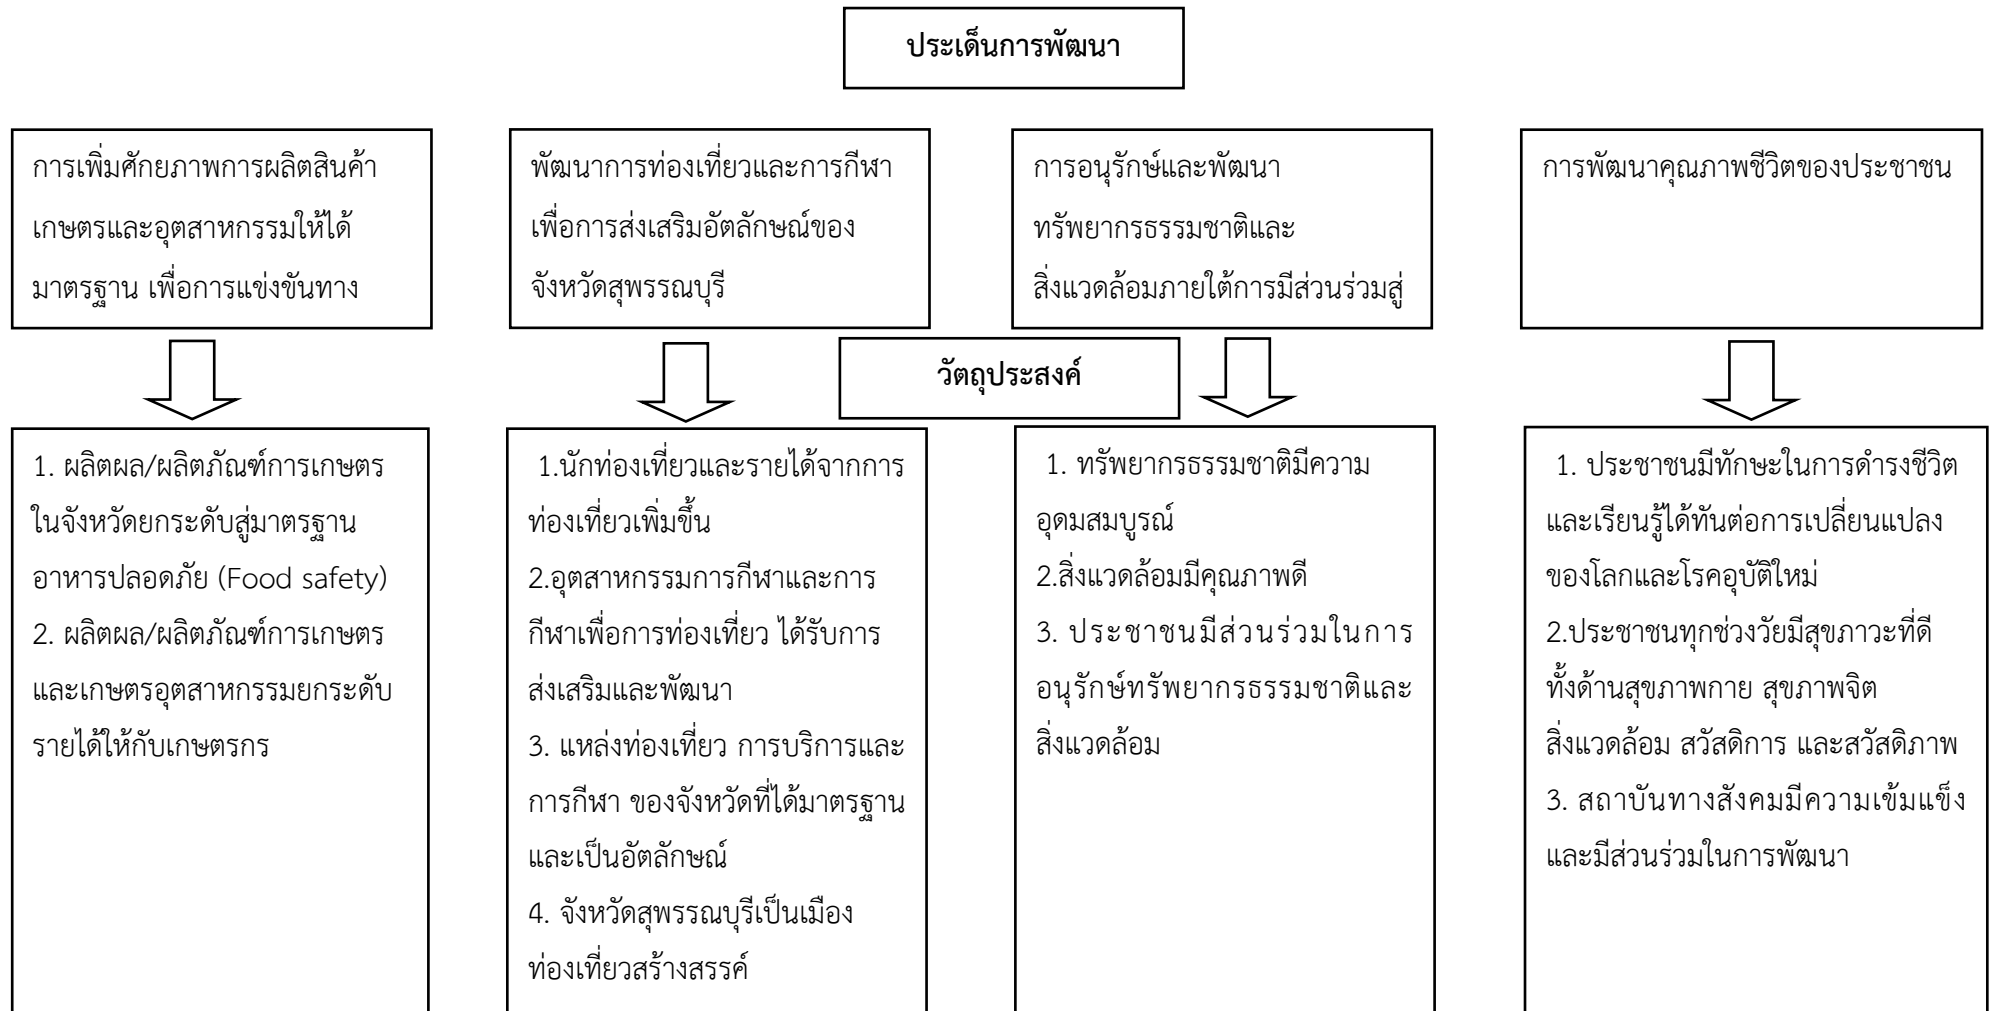 ประเด็นการพัฒนา
การเพิ่มศักยภาพการผลิตสินค้า
เกษตรและอุตสาหกรรมให้ได้
มาตรฐาน เพื่อการแข่งขันทาง
พัฒนาการท่องเที่ยวและการกีฬา
เพื่อการส่งเสริมอัตลักษณ์ของ
จังหวัดสุพรรณบุรี
การอนุรักษ์และพัฒนา
ทรัพยากรธรรมชาติและ
สิ่งแวดล้อมภายใต้การมีส่วนร่วมสู่
การพัฒนาคุณภาพชีวิตของประชาชน
วัตถุประสงค์
1. ผลิตผล/ผลิตภัณฑ์การเกษตร
ในจังหวัดยกระดับสู่มาตรฐาน
อาหารปลอดภัย (Food safety)
2. ผลิตผล/ผลิตภัณฑ์การเกษตร
และเกษตรอุตสาหกรรมยกระดับ
รายได้ให้กับเกษตรกร
1.นักท่องเที่ยวและรายได้จากการ
ท่องเที่ยวเพิ่มขึ้น
2.อุตสาหกรรมการกีฬาและการ
กีฬาเพื่อการท่องเที่ยว ได้รับการ
ส่งเสริมและพัฒนา
3. แหล่งท่องเที่ยว การบริการและ
การกีฬา ของจังหวัดที่ได้มาตรฐาน
และเป็นอัตลักษณ์
4. จังหวัดสุพรรณบุรีเป็นเมือง
ท่องเที่ยวสร้างสรรค์
1. ทรัพยากรธรรมชาติมีความ
อุดมสมบูรณ์
2.สิ่งแวดล้อมมีคุณภาพดี
3. ประชาชนมีส่วนร่วมในการ
อนุรักษ์ทรัพยากรธรรมชาติและ
สิ่งแวดล้อม
1. ประชาชนมีทักษะในการดำรงชีวิต
และเรียนรู้ได้ทันต่อการเปลี่ยนแปลง
ของโลกและโรคอุบัติใหม่
2.ประชาชนทุกช่วงวัยมีสุขภาวะที่ดี
ทั้งด้านสุขภาพกาย สุขภาพจิต
สิ่งแวดล้อม สวัสดิการ และสวัสดิภาพ
3. สถาบันทางสังคมมีความเข้มแข็ง
และมีส่วนร่วมในการพัฒนา